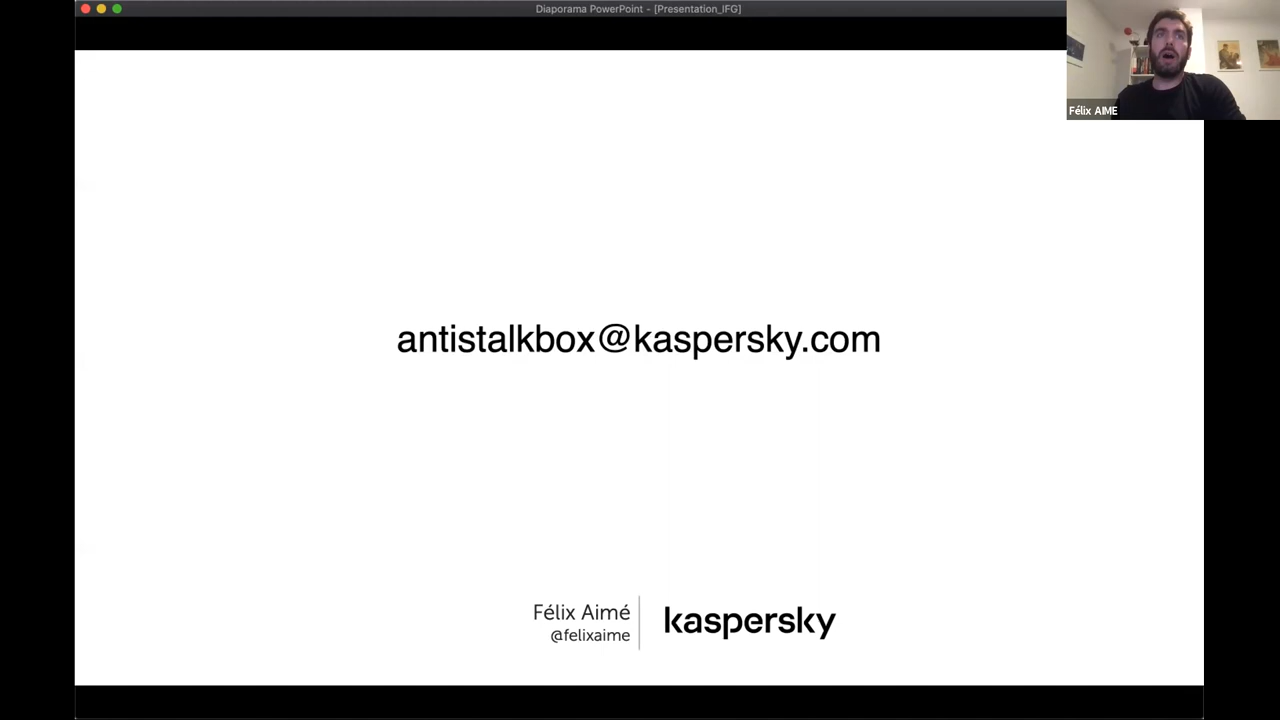 Diaporama PowerPoint - [Presentation_IFG]
Félix AIME
antistalkbox@kaspersky.com
Félix Aimé
@felixaime
kaspersky